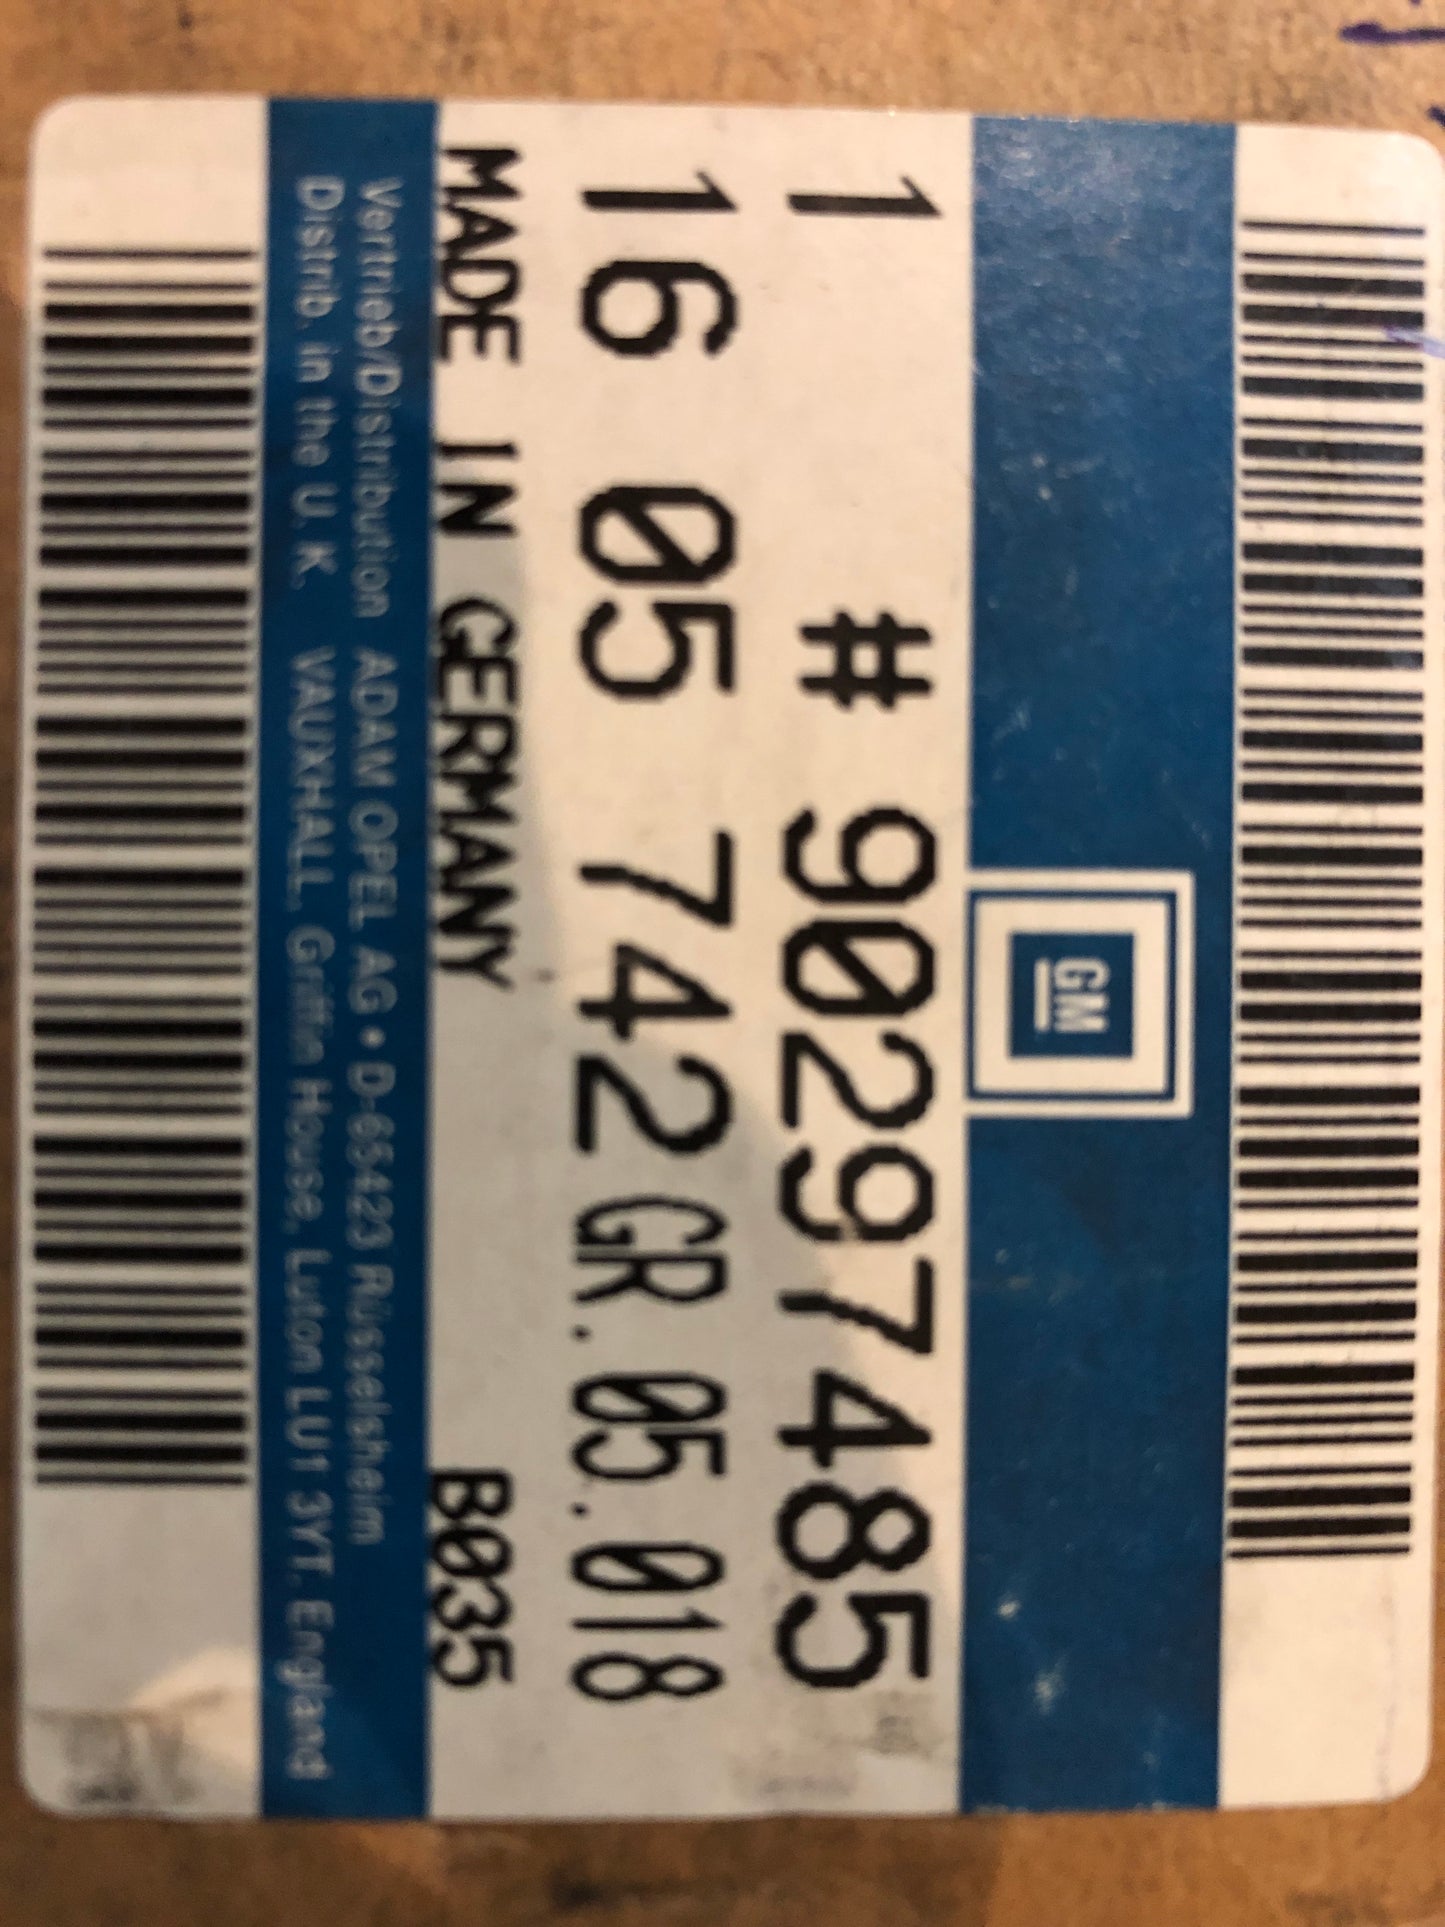 GM
1 # 90297485
16 05 742 GR.05.018
MADE IN GERMANY B035
Vertrieb/Distribution ADAM OPEL AG • D-65423 Rüsselsheim
Distrib. in the U.K. VAUXHALL, Griffin House, Luton LU1 3YT. England